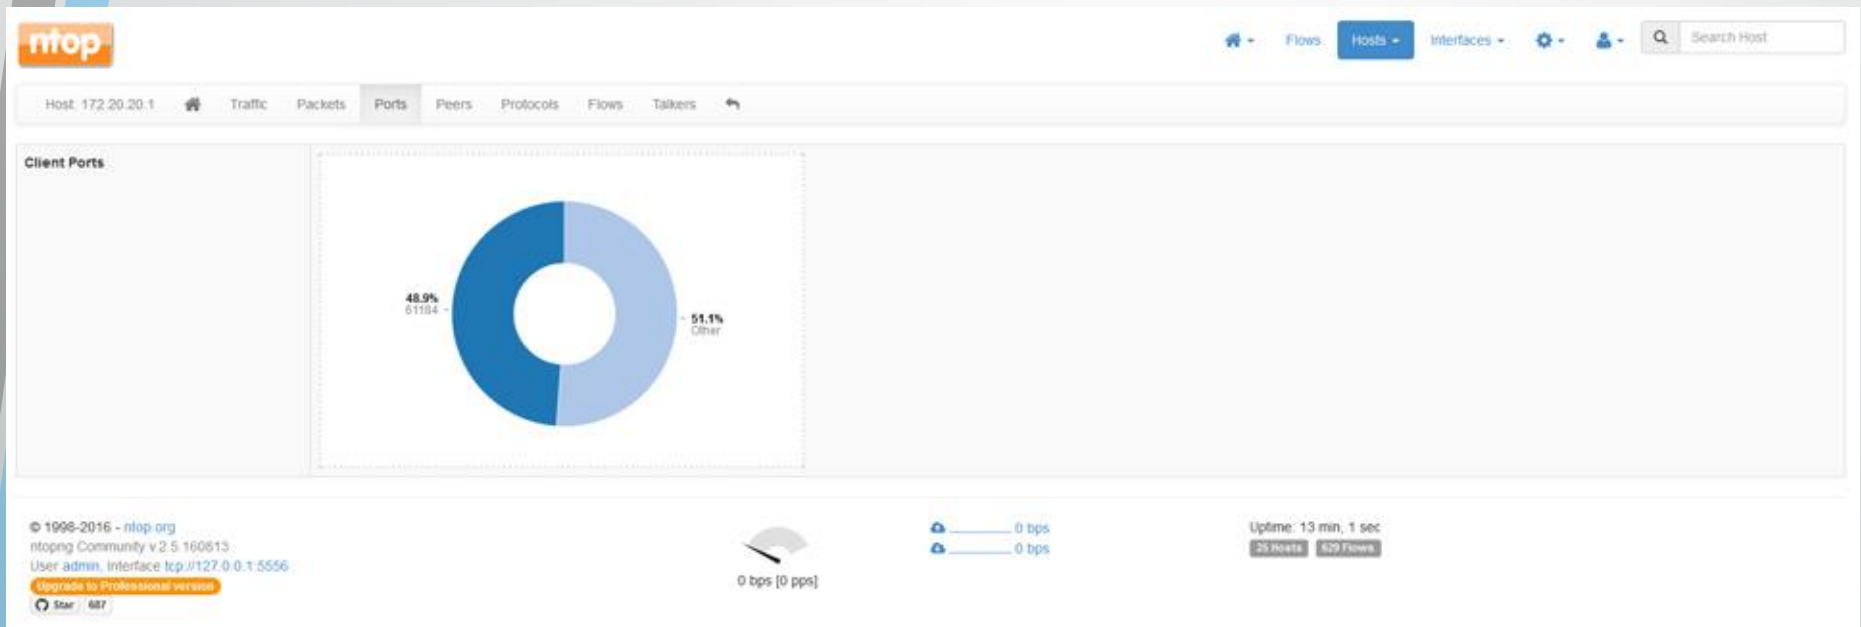 ntop
Flows
Hosts
Interfaces
Search Host
Host: 172.20.20.1
Traffic
Packets
Ports
Peers
Protocols
Flows
Talkers
Client Ports
48.9%
61184
51.1%
Other
© 1998-2016 - ntop.org
ntopng Community v.2.5.160813
User admin, Interface tcp://127.0.0.1:5556
Upgrade to Professional version
Star 687
0 bps [0 pps]
0 bps
0 bps
Uptime: 13 min, 1 sec
25 Hosts 629 Flows